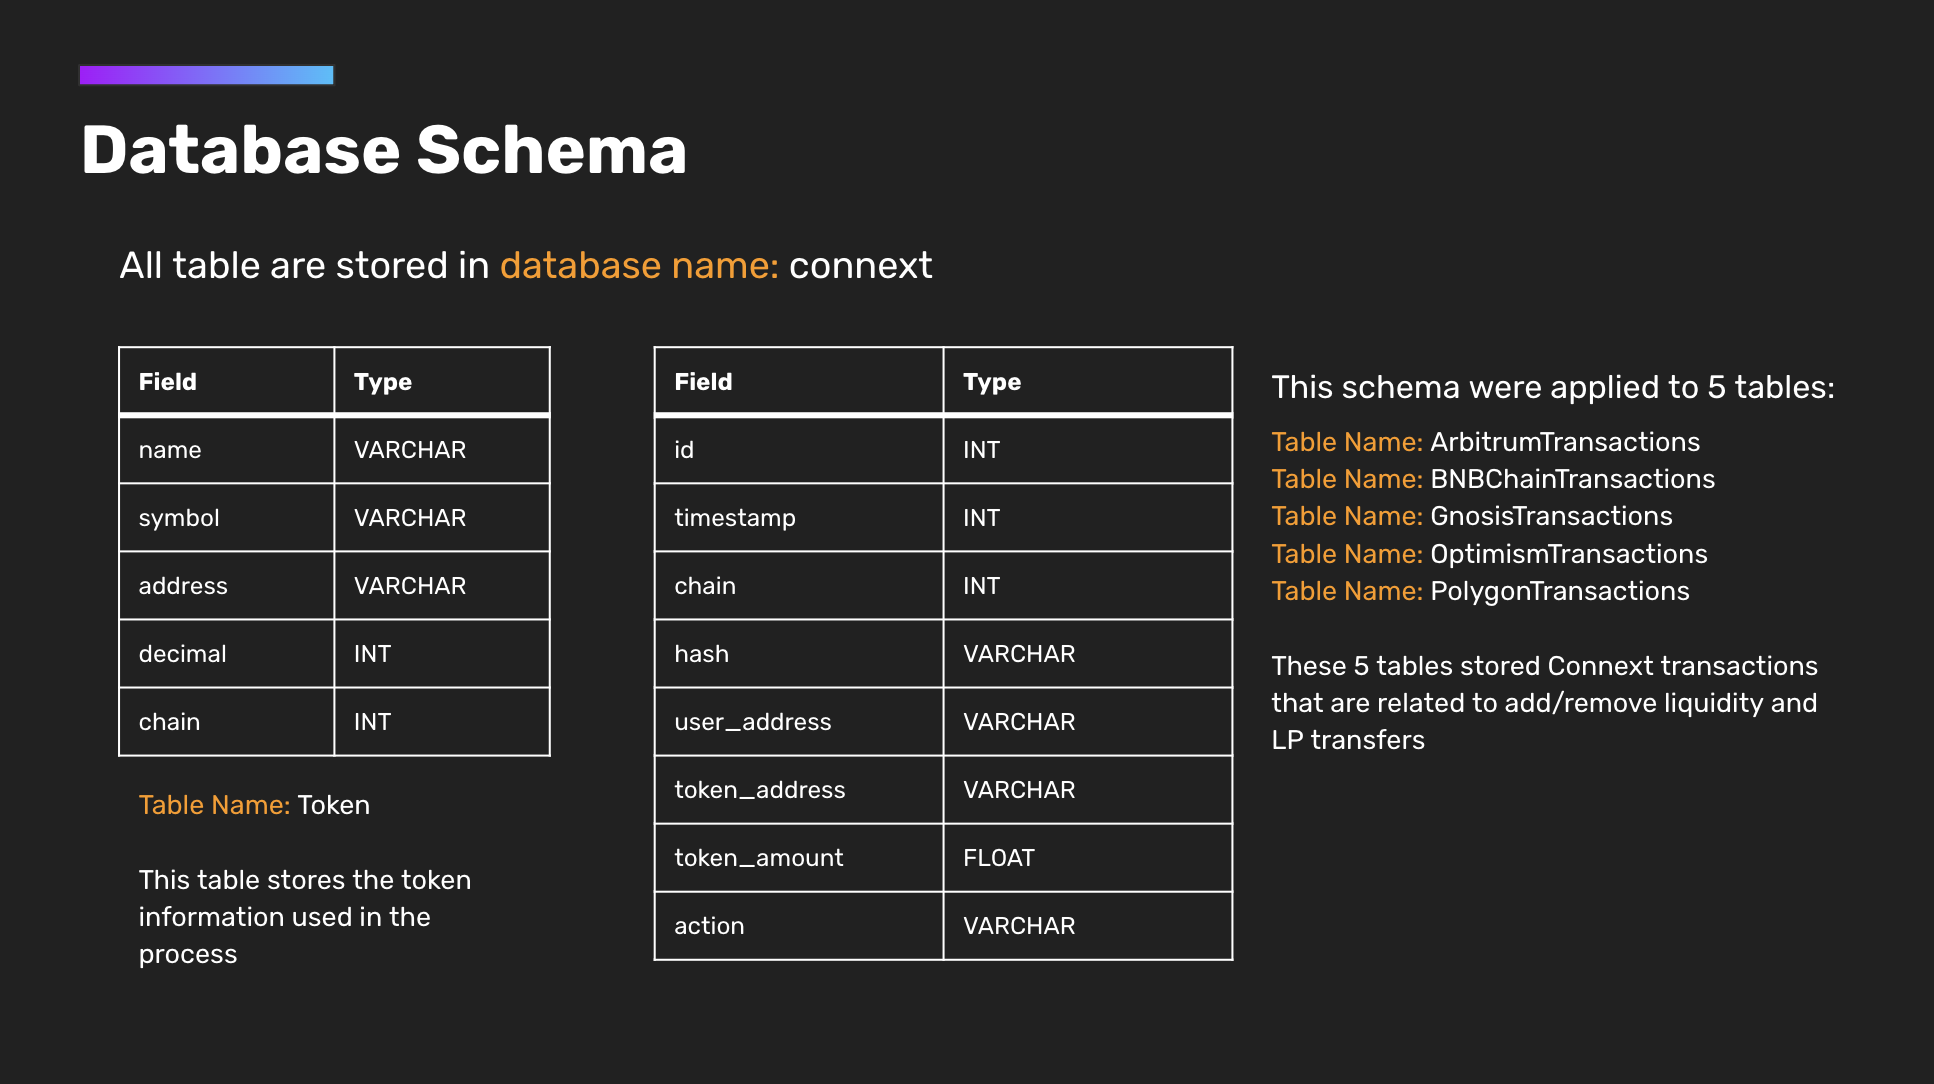 Database Schema
All table are stored in database name: connext
Field Type
name VARCHAR
symbol VARCHAR
address VARCHAR
decimal INT
chain INT
Table Name: Token
This table stores the token
information used in the
process
Field Type
id INT
timestamp INT
chain INT
hash VARCHAR
user_address VARCHAR
token_address VARCHAR
token_amount FLOAT
action VARCHAR
This schema were applied to 5 tables:
Table Name: ArbitrumTransactions
Table Name: BNBChainTransactions
Table Name: GnosisTransactions
Table Name: OptimismTransactions
Table Name: PolygonTransactions
These 5 tables stored Connext transactions
that are related to add/remove liquidity and
LP transfers